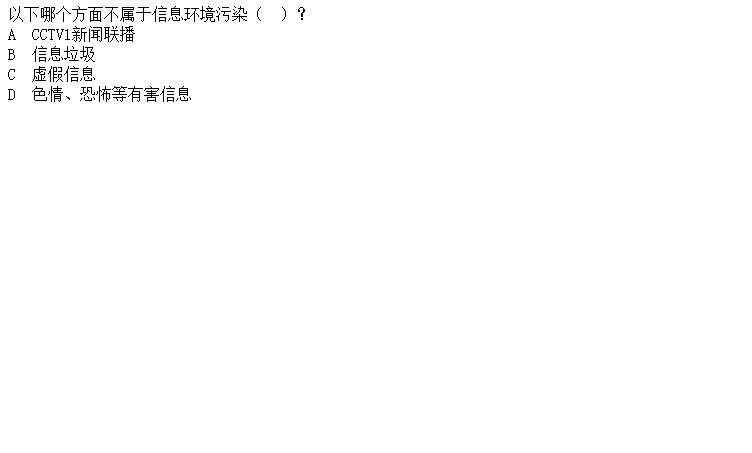 以下哪个方面不属于信息环境污染（  ）？
A  CCTV1新闻联播
B  信息垃圾
C  虚假信息
D  色情、恐怖等有害信息